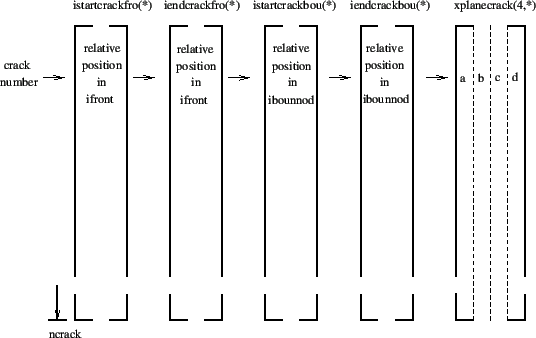 istartcrackfro(*) iendcrackfro(*) istartcrackbou(*) iendcrackbou(*) xplanecrack(4,*)
crack number
relative position in ifront
relative position in ifront
relative position in ibounnod
relative position in ibounnod
a b c d
ncrack